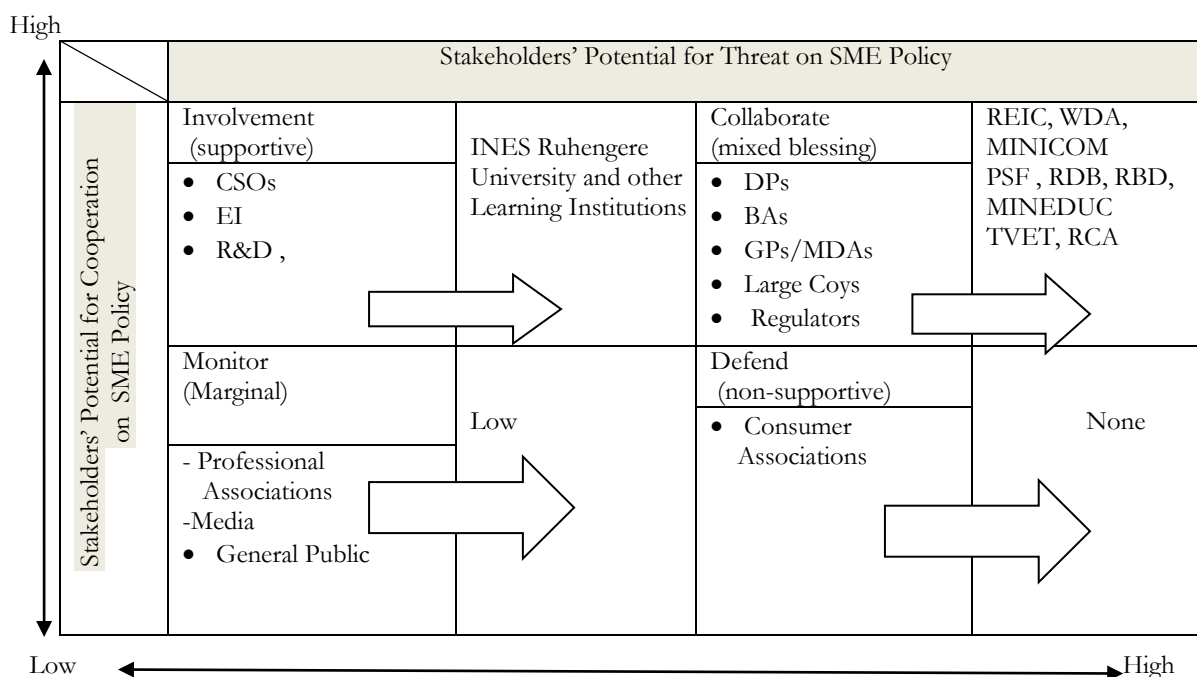 High
Stakeholders’ Potential for Threat on SME Policy
Stakeholders’ Potential for Cooperation
on SME Policy
Involvement
(supportive)
• CSOs
• EI
• R&D ,
INES Ruhengere
University and other
Learning Institutions
Collaborate
(mixed blessing)
• DPs
• BAs
• GPs/MDAs
• Large Coys
• Regulators
REIC, WDA,
MINICOM
PSF , RDB, RBD,
MINEDUC
TVET, RCA
Monitor
(Marginal)
- Professional
Associations
-Media
• General Public
Low
Defend
(non-supportive)
• Consumer
Associations
None
Low
High